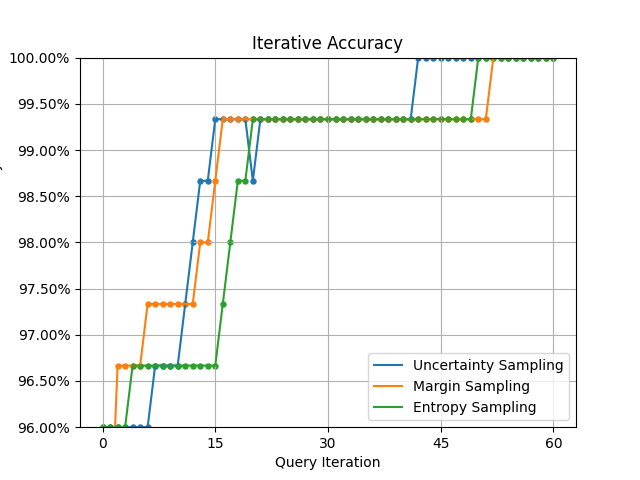 Iterative Accuracy
100.00%
99.50%
99.00%
98.50%
98.00%
97.50%
97.00%
96.50%
96.00%
0 15 30 45 60
Query Iteration
Uncertainty Sampling
Margin Sampling
Entropy Sampling